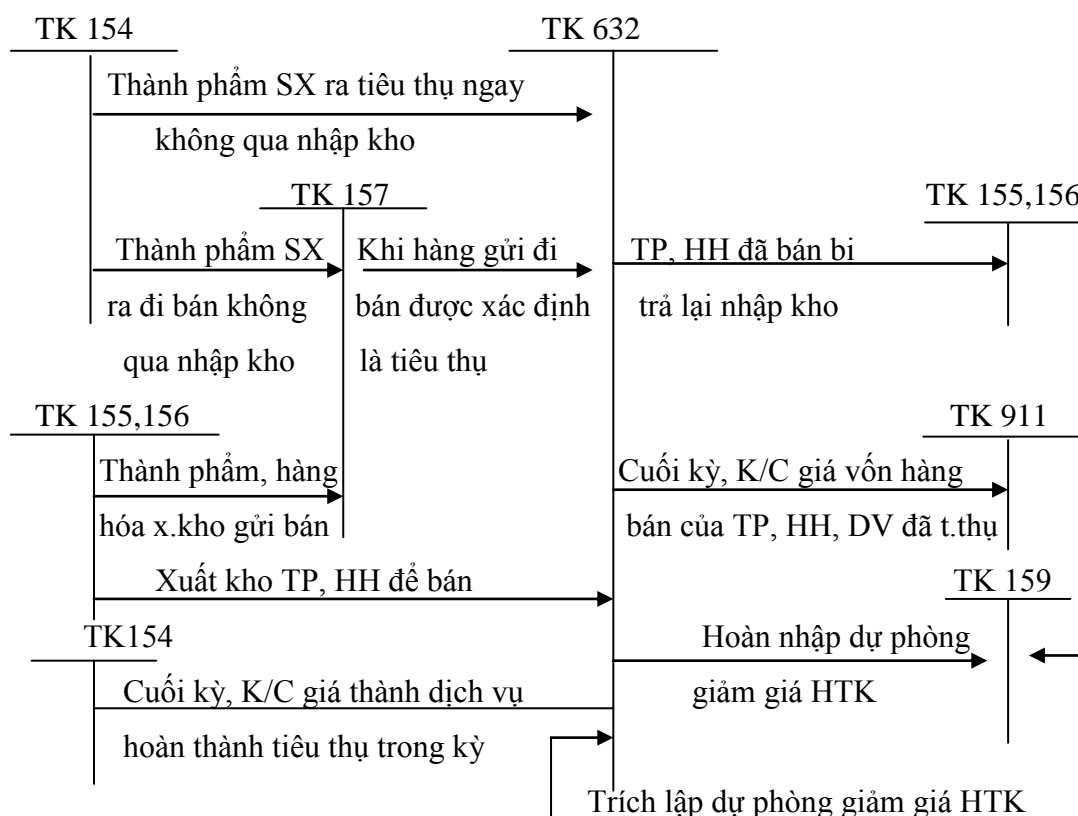 TK 154
TK 632
Thành phẩm SX ra tiêu thụ ngay
không qua nhập kho
TK 157
TK 155,156
Thành phẩm SX
Khi hàng gửi đi
TP, HH đã bán bị
ra đi bán không
bán được xác định
trả lại nhập kho
qua nhập kho
là tiêu thụ
TK 155,156
TK 911
Thành phẩm, hàng
Cuối kỳ, K/C giá vốn hàng
hóa x.kho gửi bán
bán của TP, HH, DV đã t.thụ
Xuất kho TP, HH để bán
TK 159
TK154
Hoàn nhập dự phòng
Cuối kỳ, K/C giá thành dịch vụ
giảm giá HTK
hoàn thành tiêu thụ trong kỳ
Trích lập dự phòng giảm giá HTK